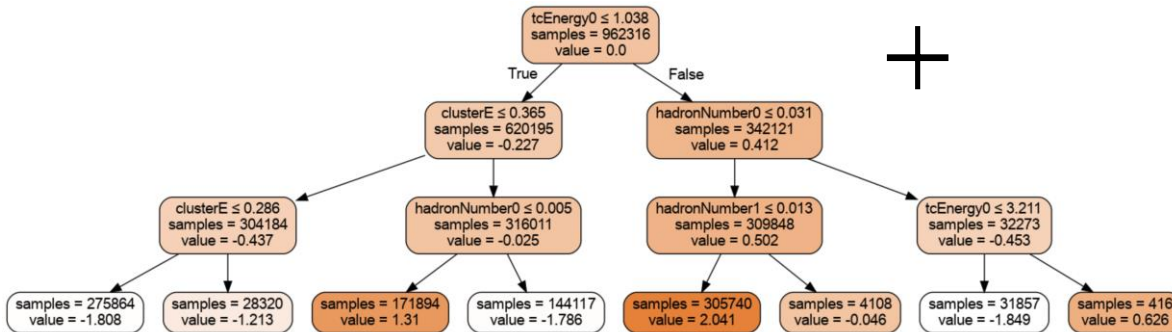 tcEnergy0 ≤ 1.038
samples = 962316
value = 0.0
True
False
clusterE ≤ 0.365
samples = 620195
value = -0.227
hadronNumber0 ≤ 0.031
samples = 342121
value = 0.412
clusterE ≤ 0.286
samples = 304184
value = -0.437
hadronNumber0 ≤ 0.005
samples = 316011
value = -0.025
hadronNumber1 ≤ 0.013
samples = 309848
value = 0.502
tcEnergy0 ≤ 3.211
samples = 32273
value = -0.453
samples = 275864
value = -1.808
samples = 28320
value = -1.213
samples = 171894
value = 1.31
samples = 144117
value = -1.786
samples = 305740
value = 2.041
samples = 4108
value = -0.046
samples = 31857
value = -1.849
samples = 416
value = 0.626